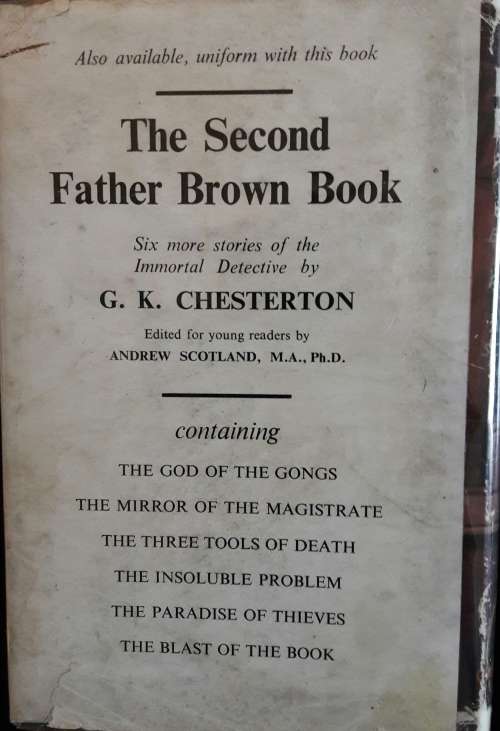 Also available, uniform with this book
The Second
Father Brown Book
Six more stories of the
Immortal Detective by
G. K. CHESTERTON
Edited for young readers by
ANDREW SCOTLAND, M.A., Ph.D.
containing
THE GOD OF THE GONGS
THE MIRROR OF THE MAGISTRATE
THE THREE TOOLS OF DEATH
THE INSOLUBLE PROBLEM
THE PARADISE OF THIEVES
THE BLAST OF THE BOOK